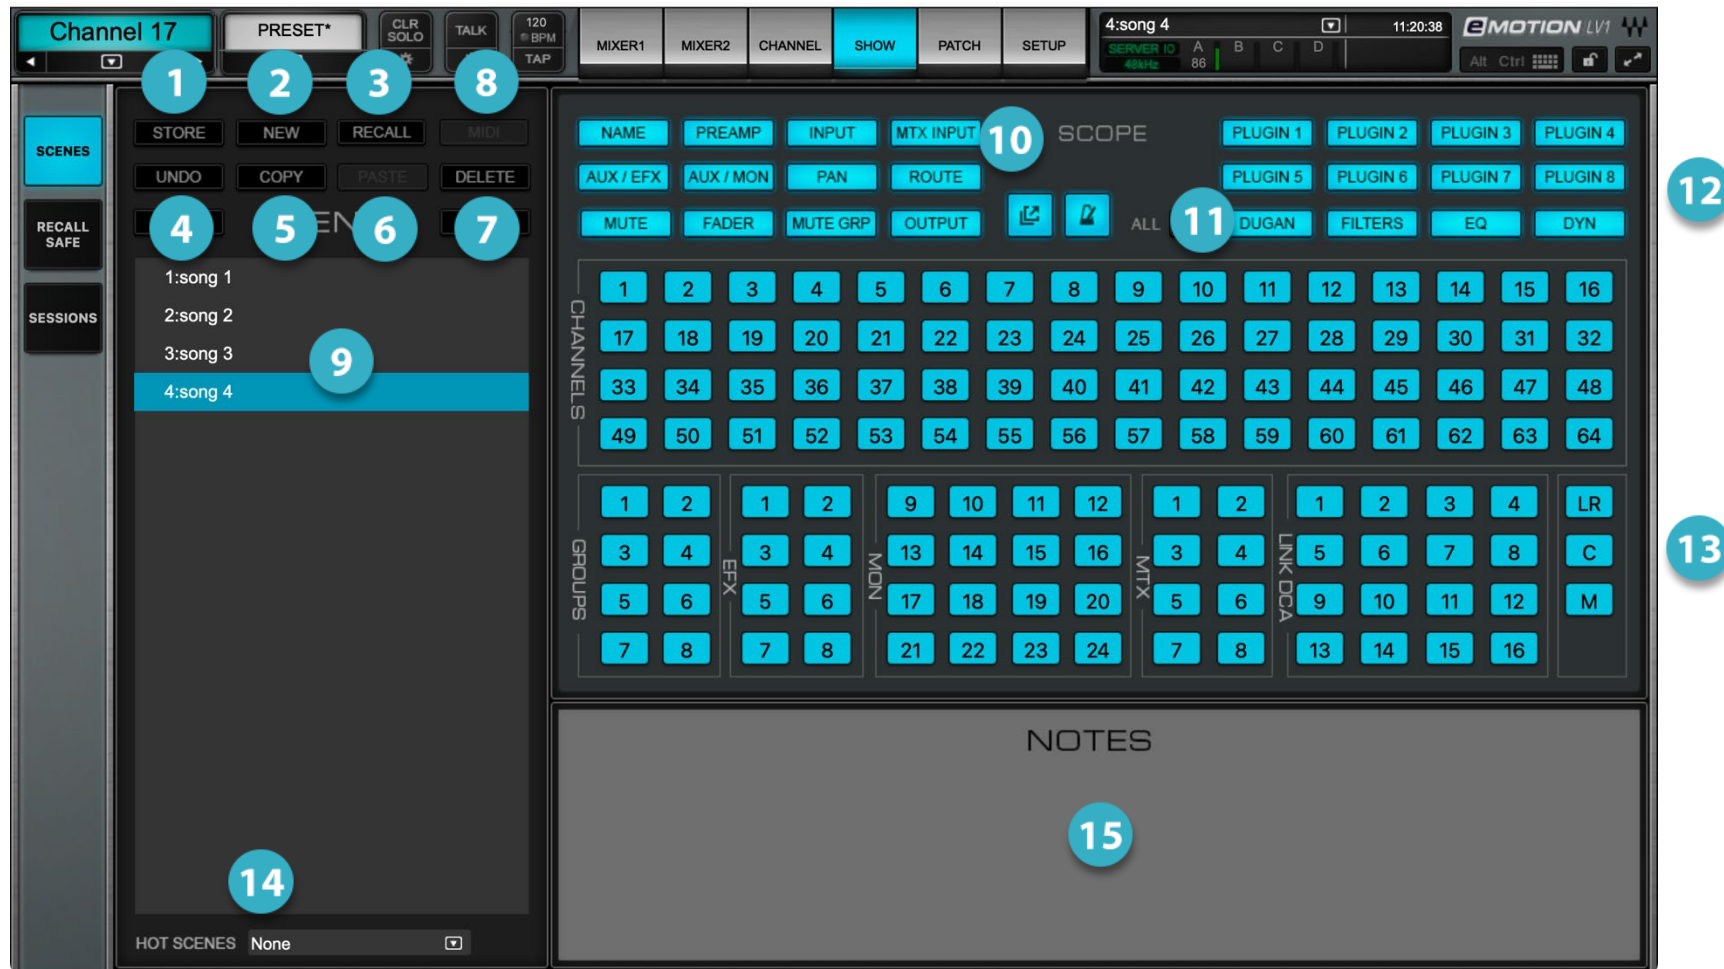 Channel 17
PRESET*
CLR
SOLO
TALK
120
BPM
TAP
MIXER1
MIXER2
CHANNEL
SHOW
PATCH
SETUP
4:song 4
11:20:38
SERVER IO
48kHz
A
86
B
C
D
eMOTION LV1
Alt
Ctrl
1
2
3
8
STORE
NEW
RECALL
MIDI
UNDO
COPY
PASTE
DELETE
4
5
6
7
SCENES
RECALL
SAFE
SESSIONS
1:song 1
2:song 2
3:song 3
4:song 4
9
14
HOT SCENES
None
NAME
PREAMP
INPUT
MTX INPUT
10
SCOPE
PLUGIN 1
PLUGIN 2
PLUGIN 3
PLUGIN 4
AUX / EFX
AUX / MON
PAN
ROUTE
PLUGIN 5
PLUGIN 6
PLUGIN 7
PLUGIN 8
12
MUTE
FADER
MUTE GRP
OUTPUT
ALL
11
DUGAN
FILTERS
EQ
DYN
CHANNELS
1 2 3 4 5 6 7 8 9 10 11 12 13 14 15 16
17 18 19 20 21 22 23 24 25 26 27 28 29 30 31 32
33 34 35 36 37 38 39 40 41 42 43 44 45 46 47 48
49 50 51 52 53 54 55 56 57 58 59 60 61 62 63 64
GROUPS
1 2
3 4
5 6
7 8
EFX
1 2
3 4
5 6
7 8
MON
9 10 11 12
13 14 15 16
17 18 19 20
21 22 23 24
MTX
1 2
3 4
5 6
7 8
LINK DCA
1 2 3 4
5 6 7 8
9 10 11 12
13 14 15 16
LR
C
M
13
NOTES
15